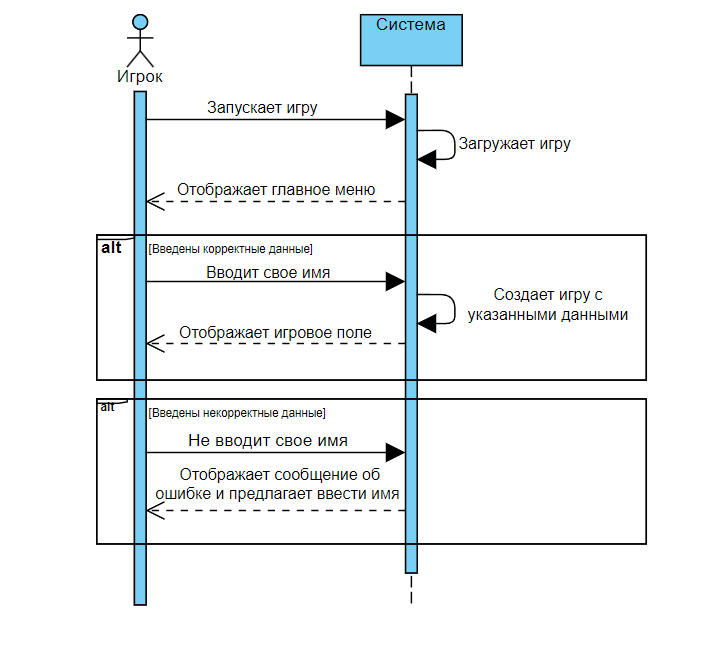 Игрок
Система
Запускает игру
Загружает игру
Отображает главное меню
alt
[Введены корректные данные]
Вводит свое имя
Создает игру с
указанными данными
Отображает игровое поле
alt
[Введены некорректные данные]
Не вводит свое имя
Отображает сообщение об
ошибке и предлагает ввести имя